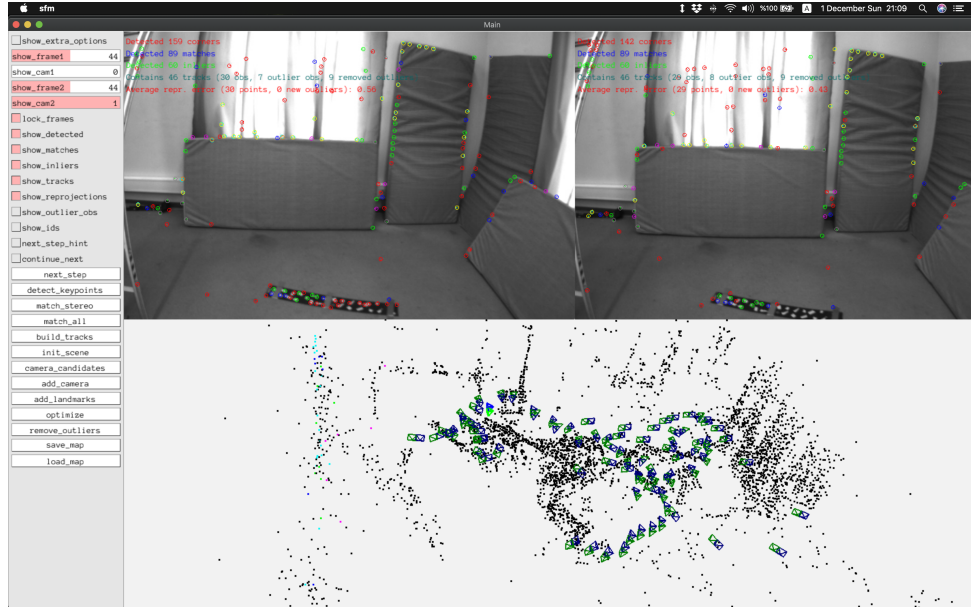 sfm
%100
A
1 December Sun 21:09
Main
show_extra_options
show_frame1 44
show_cam1 0
show_frame2 44
show_cam2 1
lock_frames
show_detected
show_matches
show_inliers
show_tracks
show_reprojections
show_outlier_obs
show_ids
next_step_hint
continue_next
next_step
detect_keypoints
match_stereo
match_all
build_tracks
init_scene
camera_candidates
add_camera
add_landmarks
optimize
remove_outliers
save_map
load_map
Detected 159 corners
Detected 89 matches
Contains 46 tracks (30 obs, 7 outlier obs, 9 removed
Average repr. error (30 points, 0 new outliers): 0.56
Detected 142 corners
Detected 89 matches
Contains 46 tracks (29 obs, 8 outlier obs, 9 removed
Average repr. error (29 points, 0 new outliers): 0.43